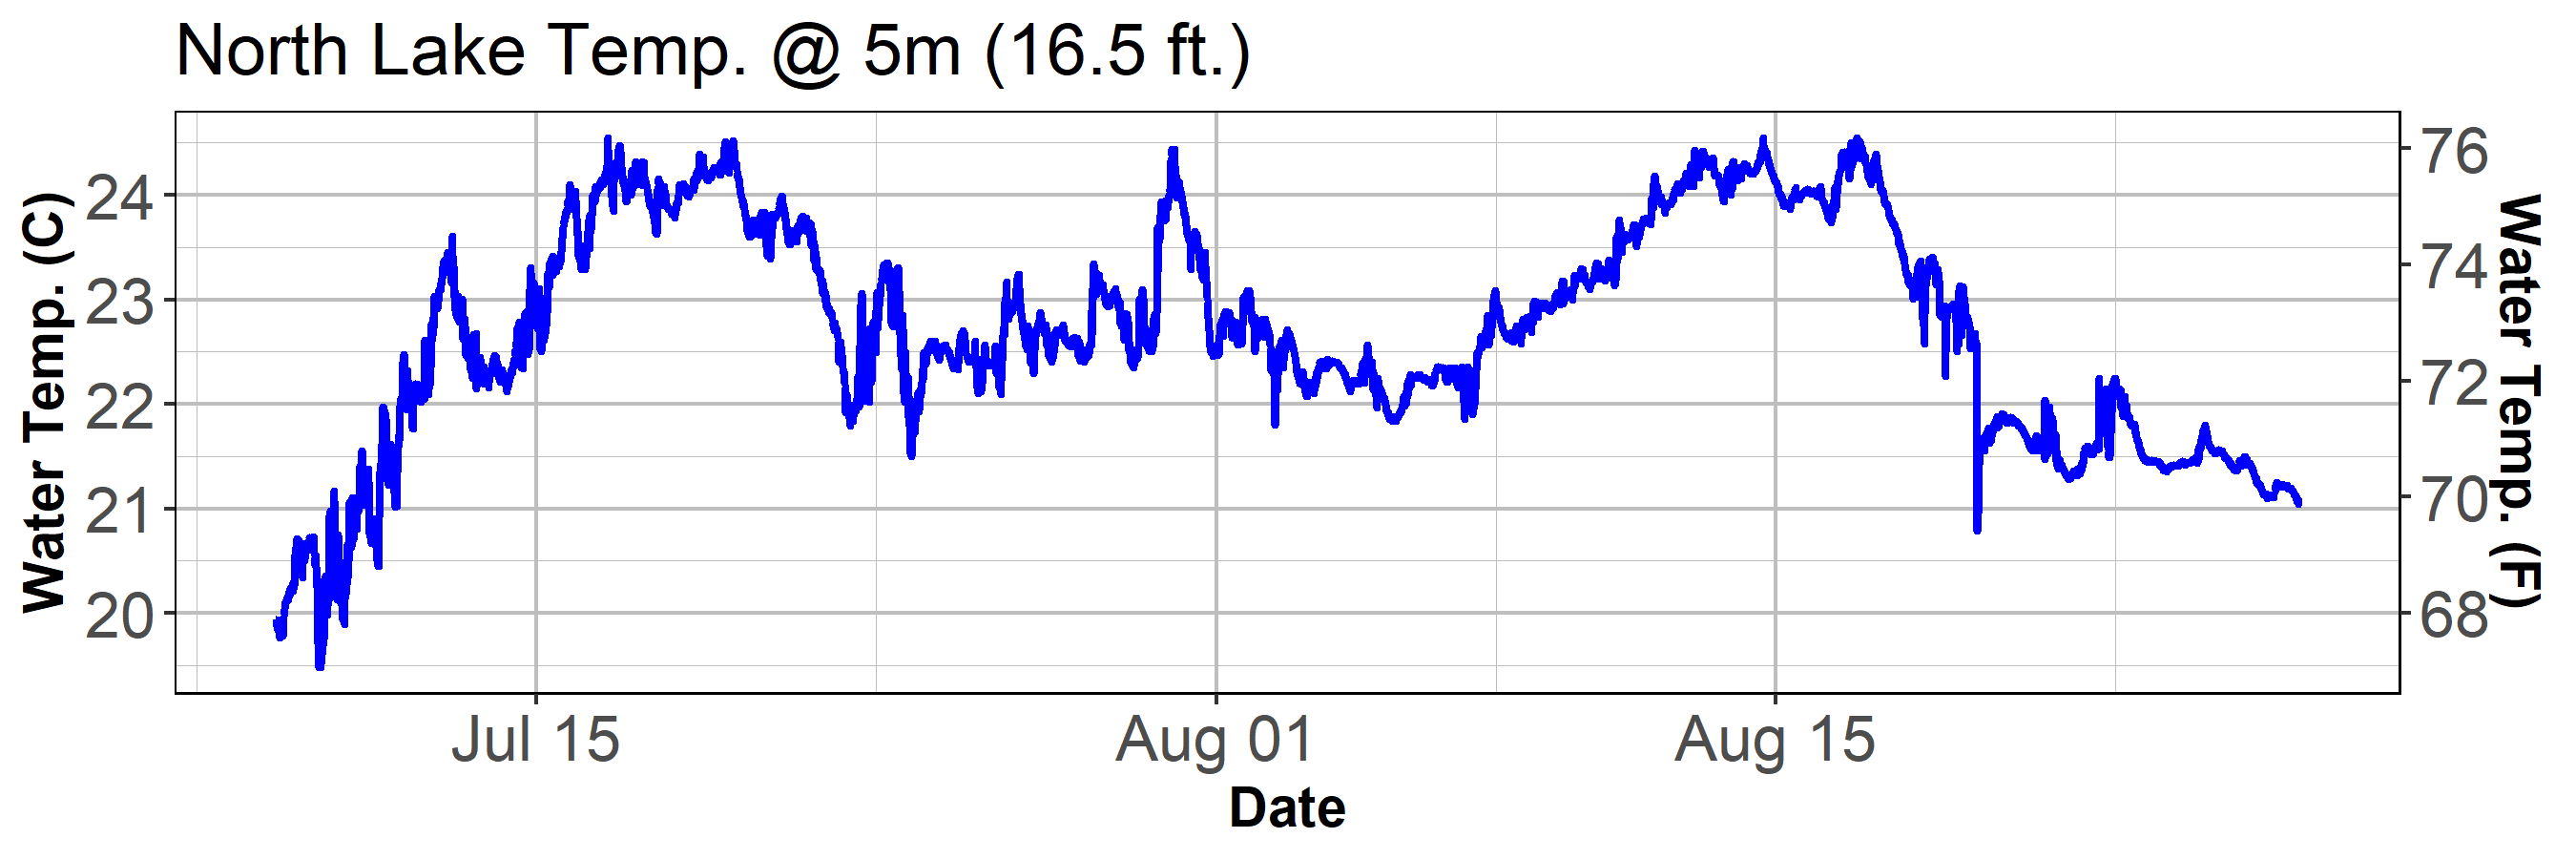 North Lake Temp. @ 5m (16.5 ft.)
Water Temp. (C)
24
23
22
21
20
76
74
72
70
68
Water Temp. (F)
Jul 15
Aug 01
Aug 15
Date